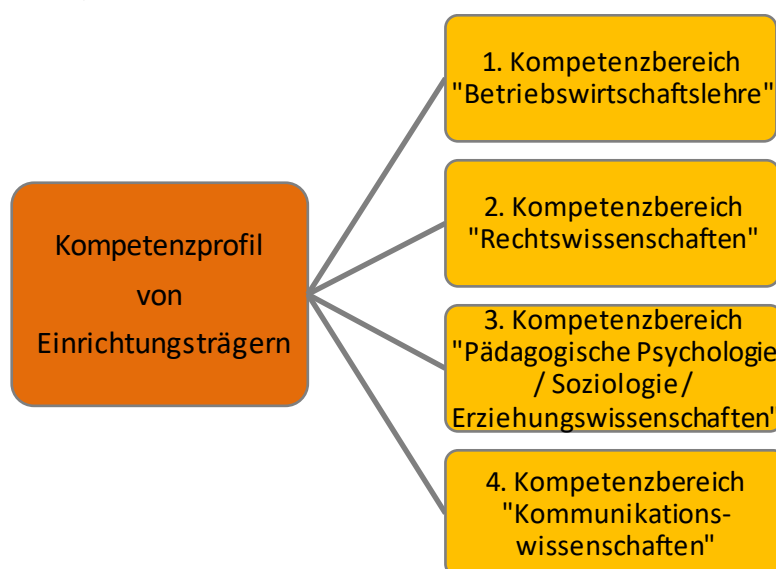 Kompetenzprofil
von
Einrichtungsträgern
1. Kompetenzbereich
"Betriebswirtschaftslehre"
2. Kompetenzbereich
"Rechtswissenschaften"
3. Kompetenzbereich
"Pädagogische Psychologie
/ Soziologie /
Erziehungswissenschaften"
4. Kompetenzbereich
"Kommunikations-
wissenschaften"